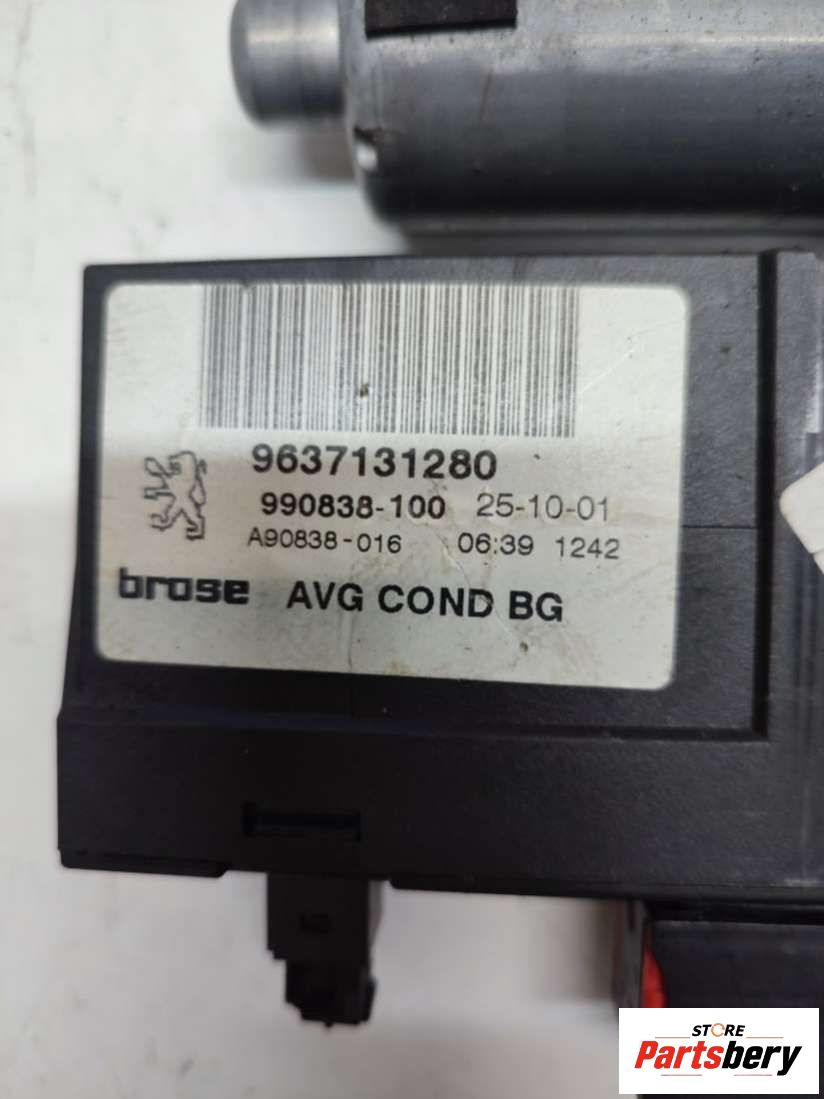 9637131280
990838-100 25-10-01
A90838-016 06:39 1242
brose AVG COND BG
STORE
Partsbery